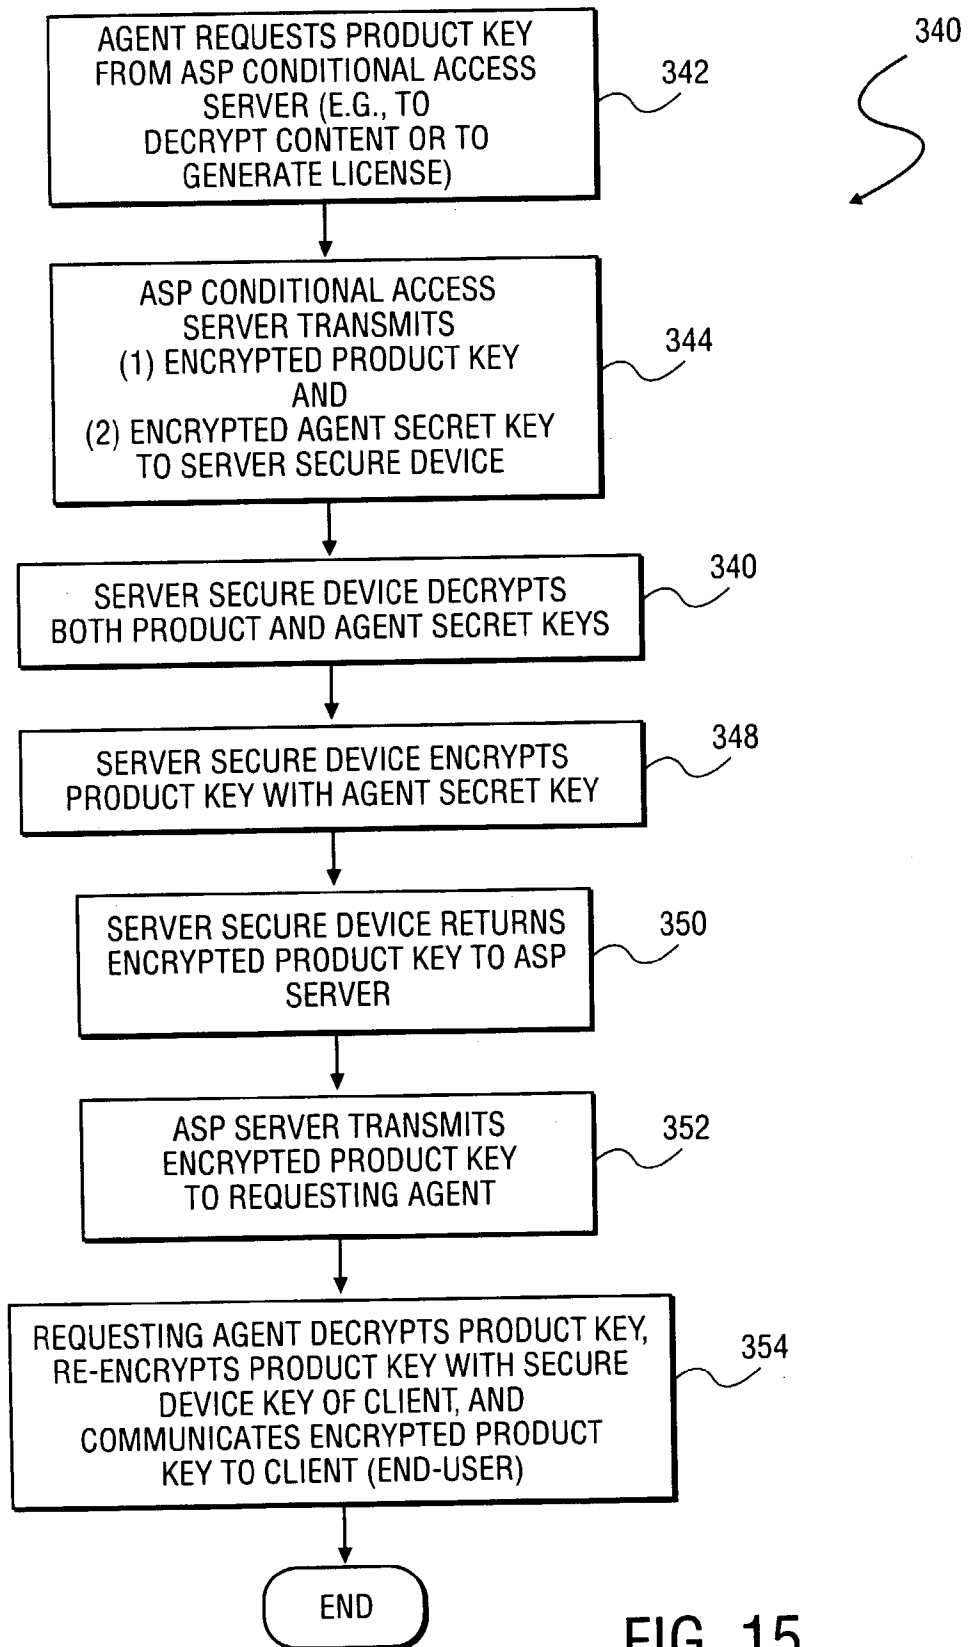 340
AGENT REQUESTS PRODUCT KEY
FROM ASP CONDITIONAL ACCESS
SERVER (E.G., TO
DECRYPT CONTENT OR TO
GENERATE LICENSE)
342
ASP CONDITIONAL ACCESS
SERVER TRANSMITS
(1) ENCRYPTED PRODUCT KEY
AND
(2) ENCRYPTED AGENT SECRET KEY
TO SERVER SECURE DEVICE
344
SERVER SECURE DEVICE DECRYPTS
BOTH PRODUCT AND AGENT SECRET KEYS
340
SERVER SECURE DEVICE ENCRYPTS
PRODUCT KEY WITH AGENT SECRET KEY
348
SERVER SECURE DEVICE RETURNS
ENCRYPTED PRODUCT KEY TO ASP
SERVER
350
ASP SERVER TRANSMITS
ENCRYPTED PRODUCT KEY
TO REQUESTING AGENT
352
REQUESTING AGENT DECRYPTS PRODUCT KEY,
RE-ENCRYPTS PRODUCT KEY WITH SECURE
DEVICE KEY OF CLIENT, AND
COMMUNICATES ENCRYPTED PRODUCT
KEY TO CLIENT (END-USER)
354
END
FIG. 15